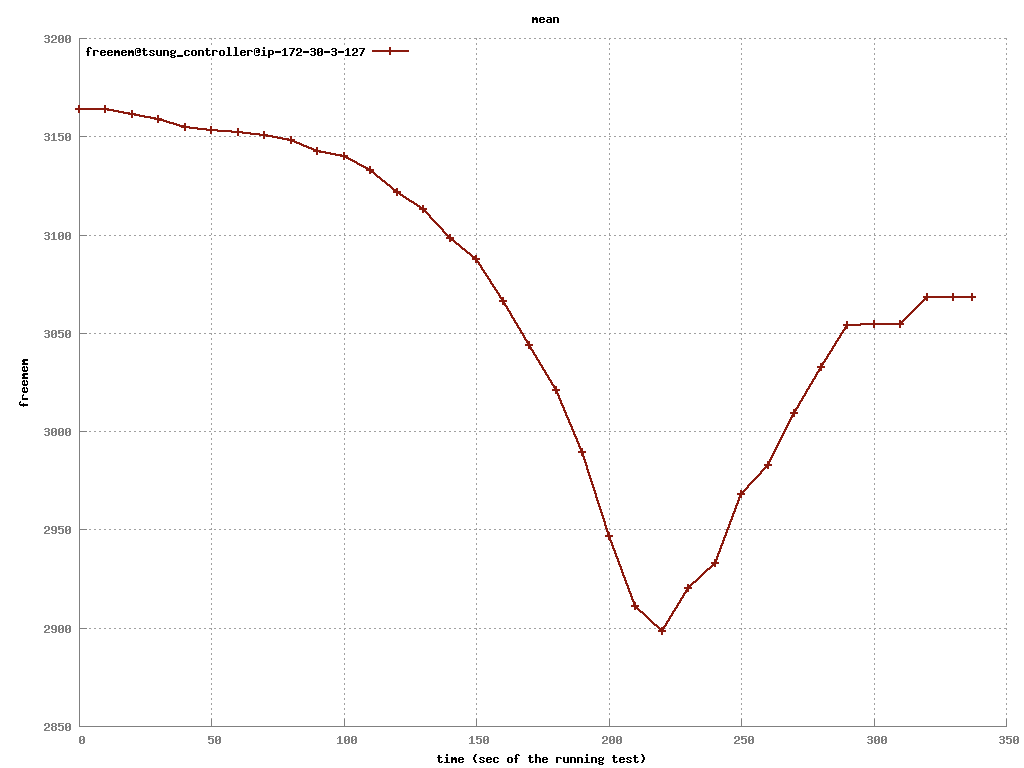 mean
freemem@tsung_controller@ip-172-30-3-127
3200
3150
3100
3050
3000
2950
2900
2850
freemem
0 50 100 150 200 250 300 350
time (sec of the running test)